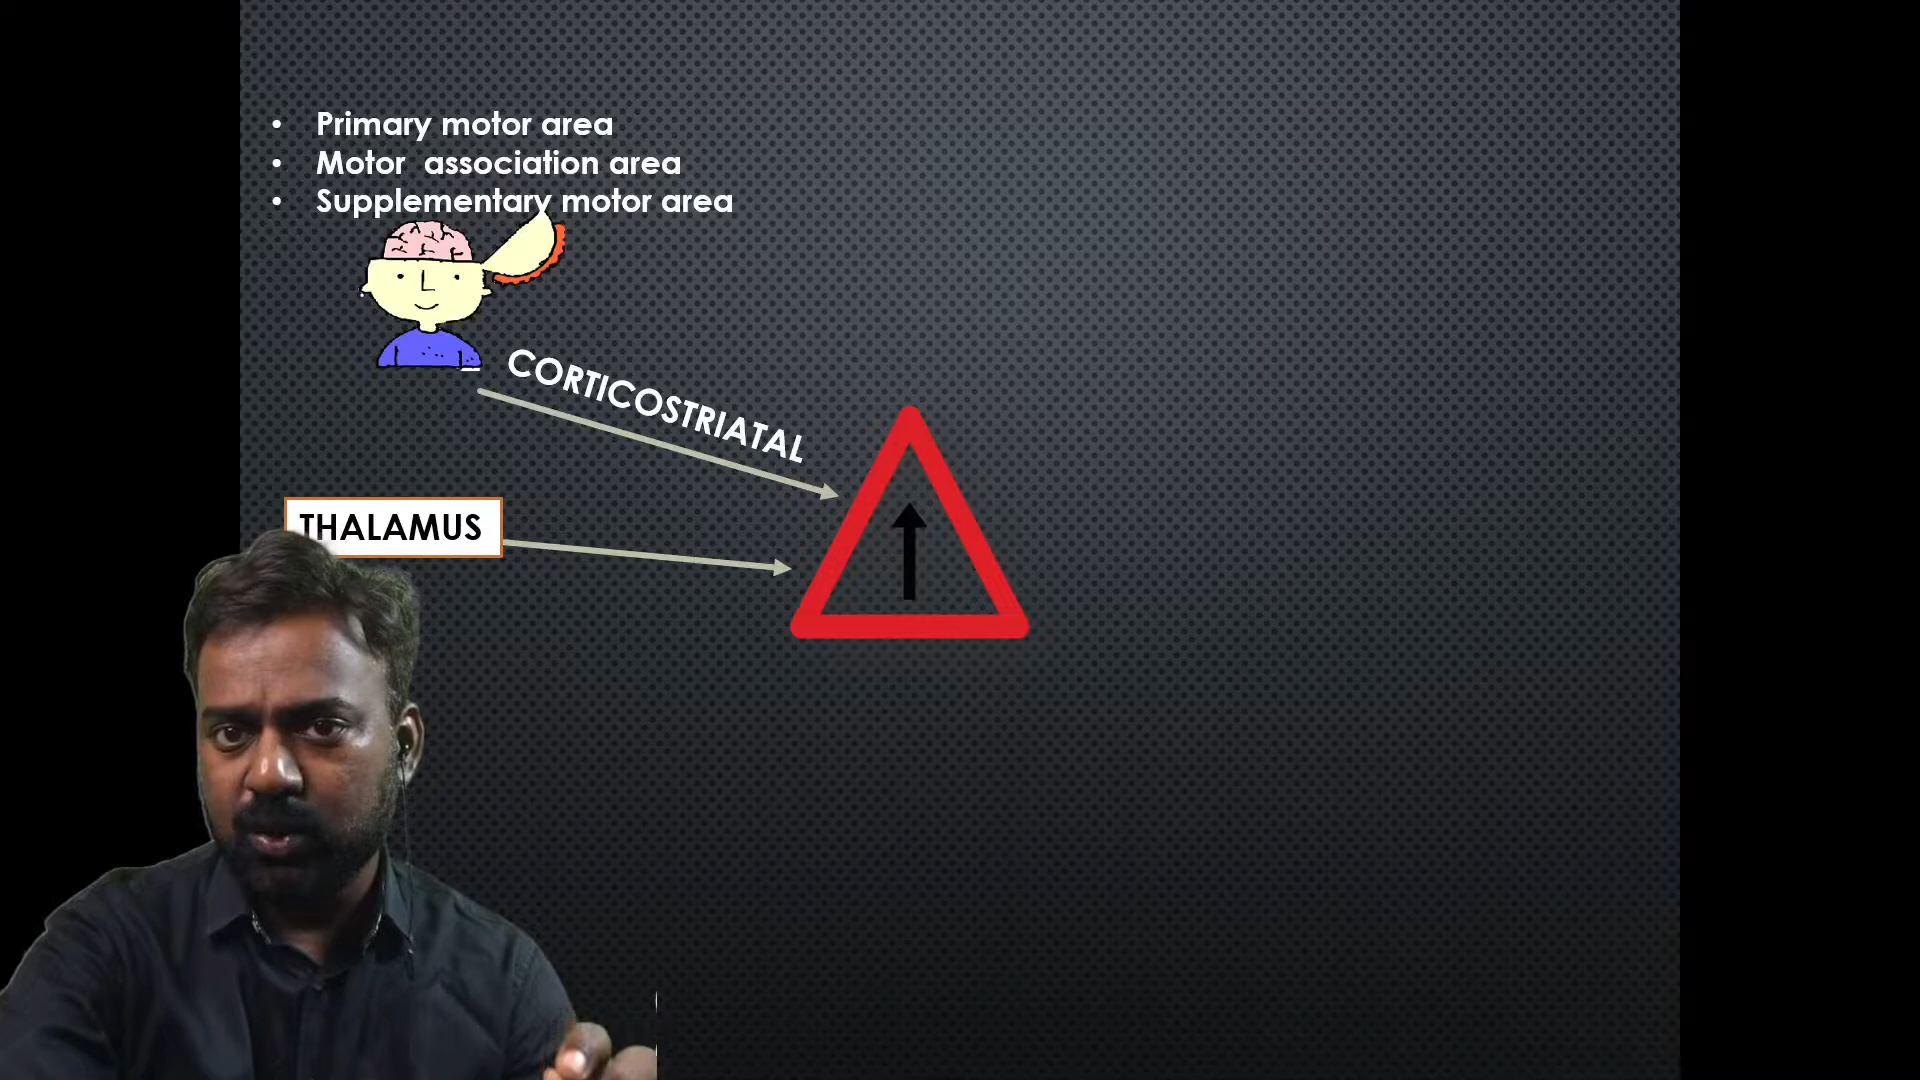 • Primary motor area
• Motor association area
• Supplementary motor area
CORTICOSTRIATAL
THALAMUS